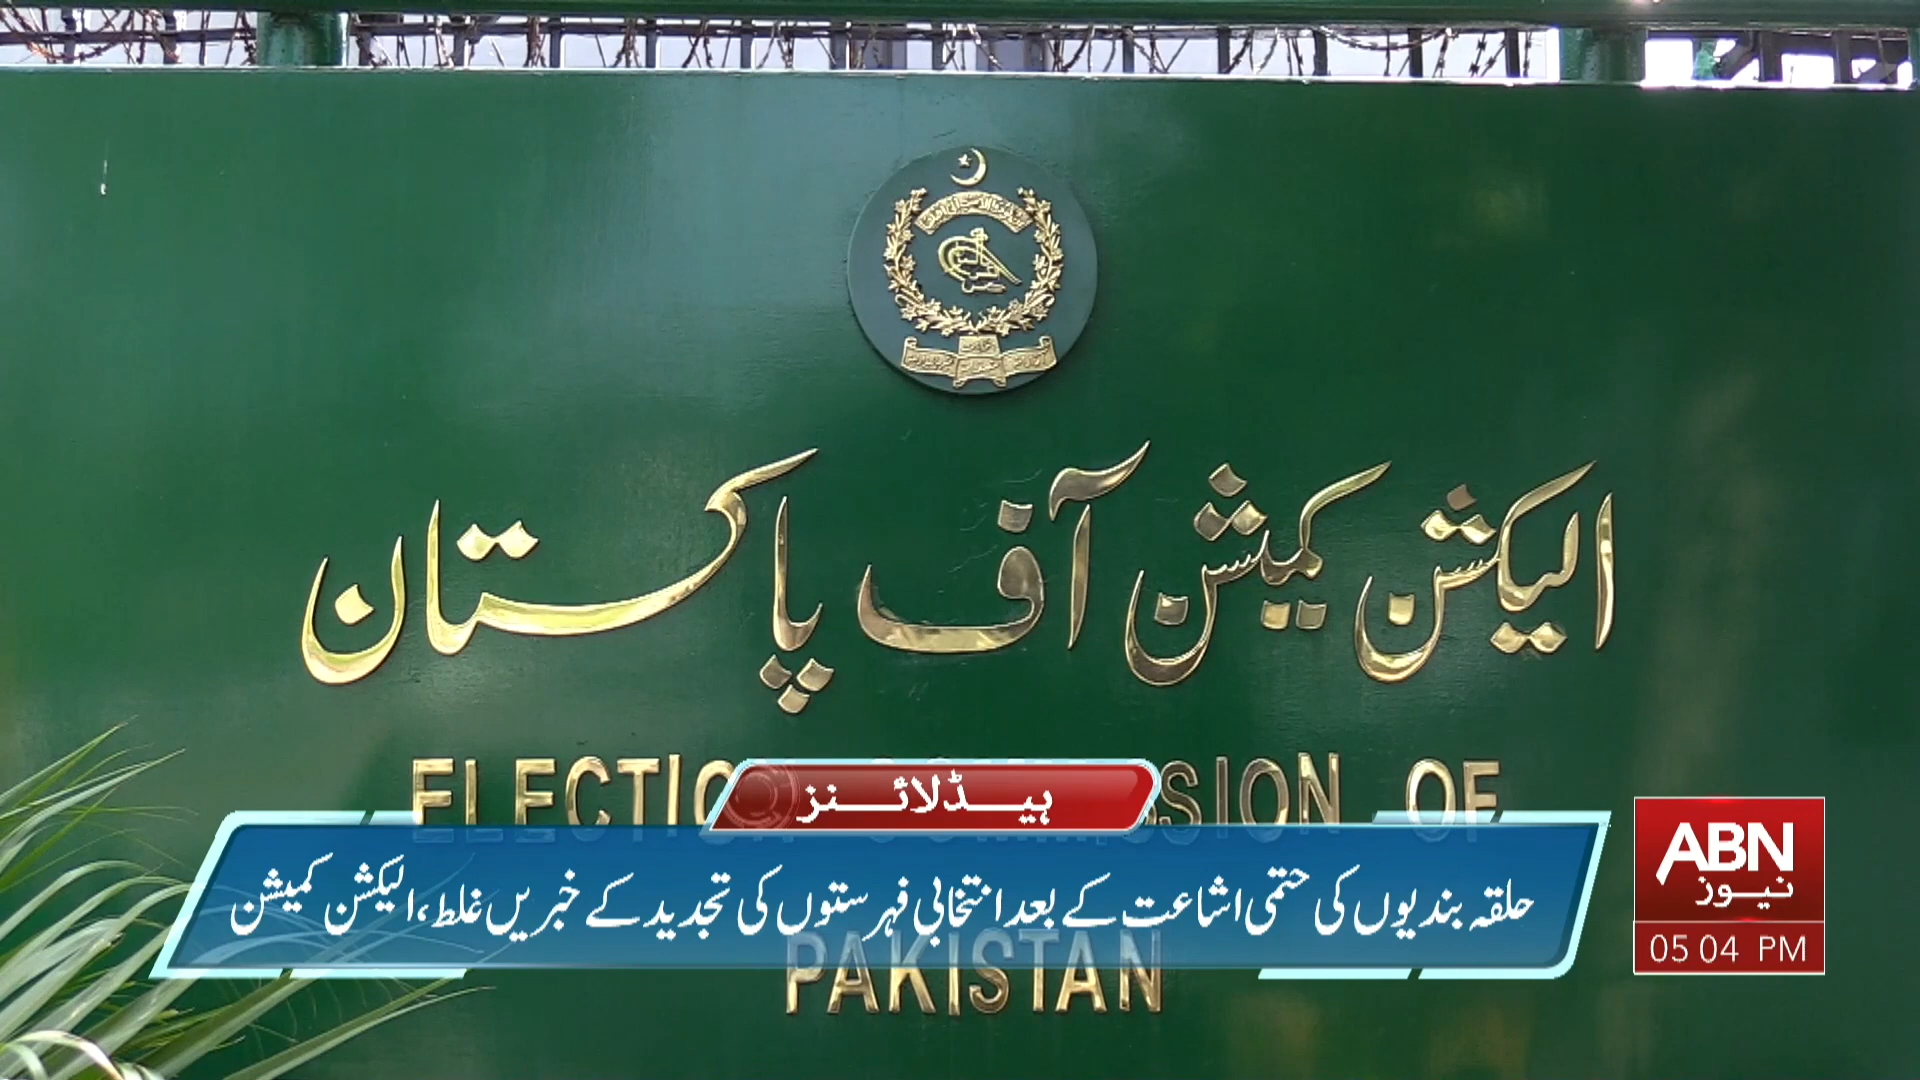 الیکشن کمیشن آف پاکستان
ELECTION COMMISSION OF
PAKISTAN
ہیڈلائنز
حلقہ بندیوں کی حتمی اشاعت کے بعد انتخابی فہرستوں کی تجدید کے خبریں غلط، الیکشن کمیشن
ABN
نیوز
05 04 PM